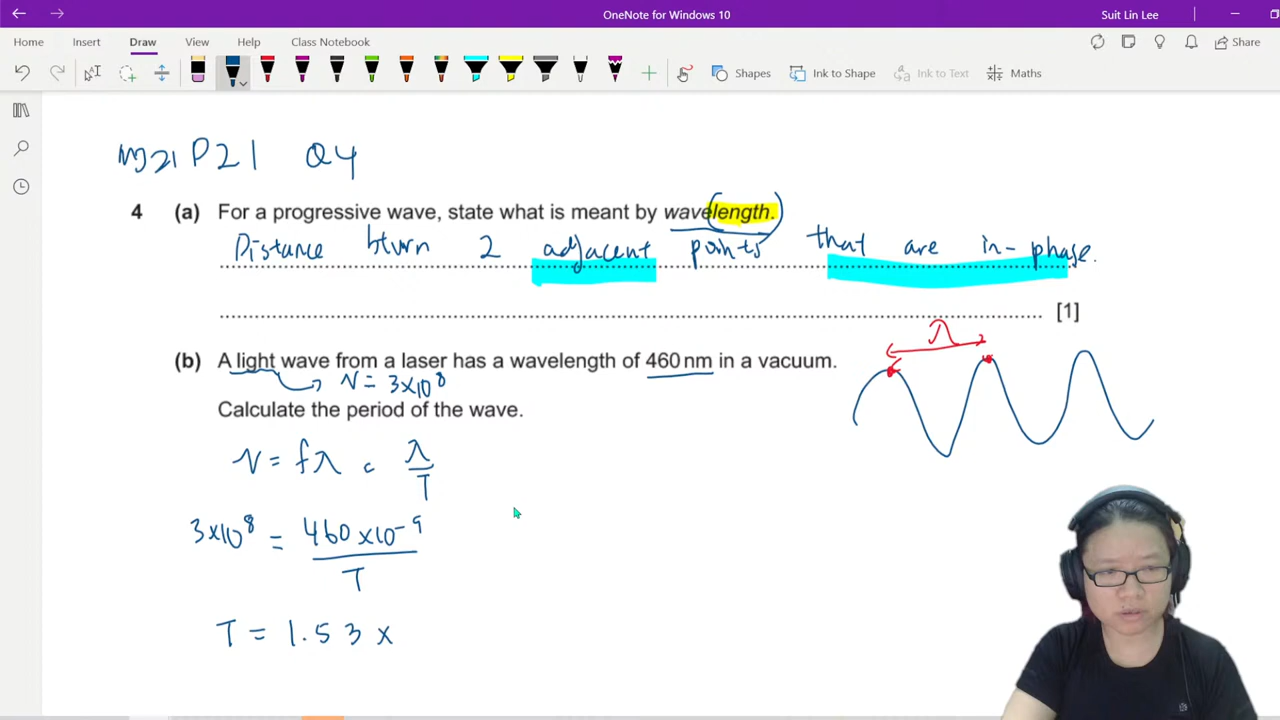 OneNote for Windows 10
Suit Lin Lee
Home Insert Draw View Help Class Notebook
Share
Shapes Ink to Shape Ink to Text Maths
M21 P21 Q4
4 (a) For a progressive wave, state what is meant by wavelength.
Distance btwn 2 adjacent points that are in-phase.
[1]
λ
(b) A light wave from a laser has a wavelength of 460 nm in a vacuum.
v = 3×10⁸
Calculate the period of the wave.
v = fλ = λ/T
3×10⁸ = 460×10⁻⁹/T
T = 1.53 ×